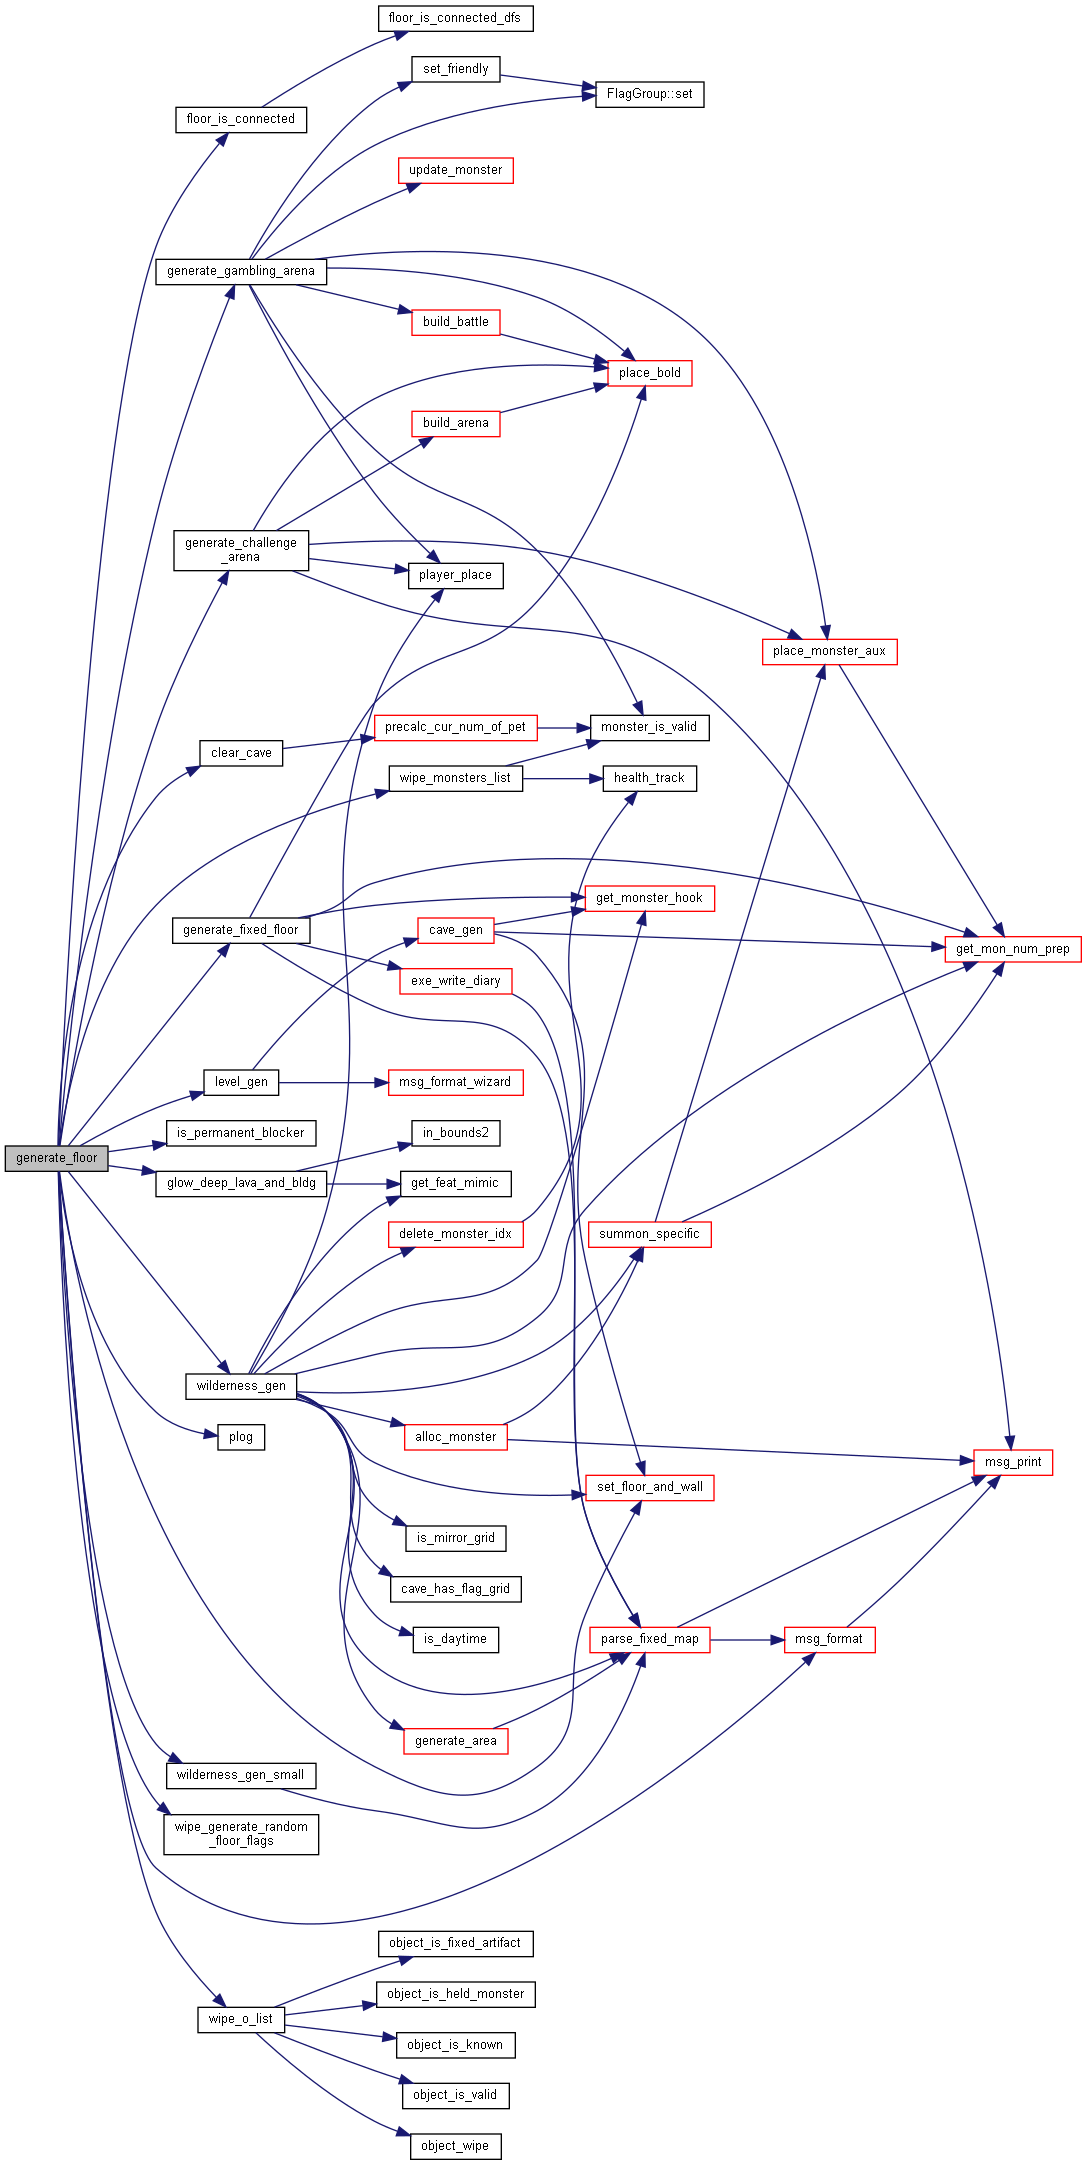 floor_is_connected_dfs
set_friendly
FlagGroup::set
floor_is_connected
update_monster
generate_gambling_arena
build_battle
place_bold
build_arena
generate_challenge
_arena
player_place
place_monster_aux
precalc_cur_num_of_pet
monster_is_valid
clear_cave
wipe_monsters_list
health_track
get_monster_hook
generate_fixed_floor
cave_gen
get_mon_num_prep
exe_write_diary
level_gen
msg_format_wizard
is_permanent_blocker
in_bounds2
generate_floor
glow_deep_lava_and_bldg
get_feat_mimic
delete_monster_idx
summon_specific
wilderness_gen
plog
alloc_monster
msg_print
set_floor_and_wall
is_mirror_grid
cave_has_flag_grid
is_daytime
parse_fixed_map
msg_format
generate_area
wilderness_gen_small
wipe_generate_random
_floor_flags
object_is_fixed_artifact
object_is_held_monster
wipe_o_list
object_is_known
object_is_valid
object_wipe